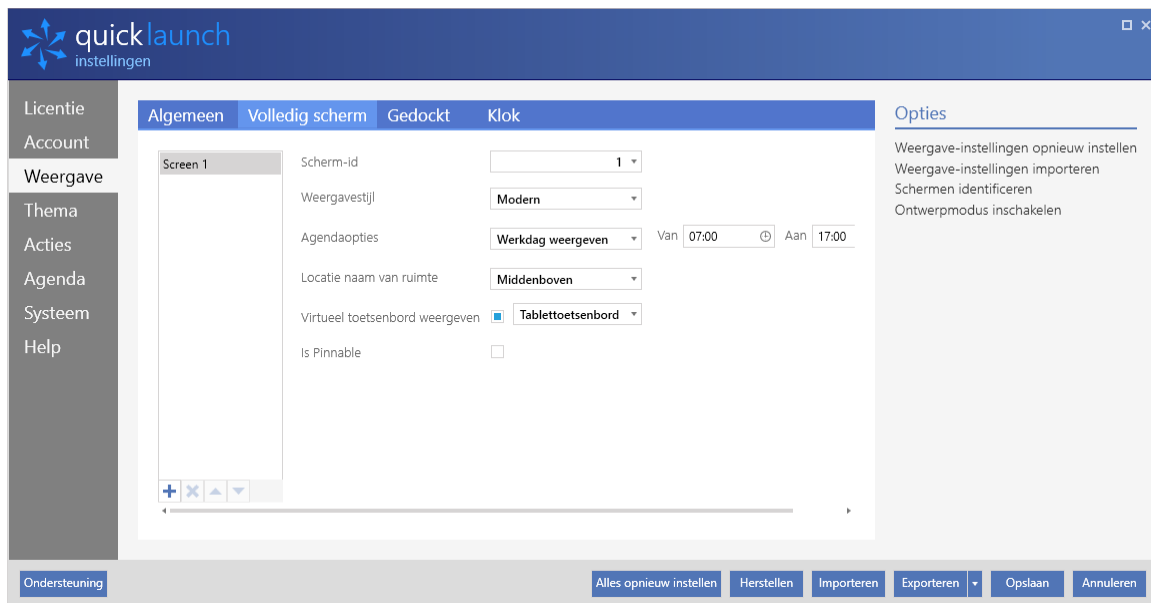 quicklaunch
instellingen
Licentie
Account
Weergave
Thema
Acties
Agenda
Systeem
Help
Algemeen
Volledig scherm
Gedockt
Klok
Screen 1
Scherm-id
1
Weergavestijl
Modern
Agendaopties
Werkdag weergeven
Van
07:00
Aan
17:00
Locatie naam van ruimte
Middenboven
Virtueel toetsenbord weergeven
Tablettoetsenbord
Is Pinnable
Opties
Weergave-instellingen opnieuw instellen
Weergave-instellingen importeren
Schermen identificeren
Ontwerpmodus inschakelen
Ondersteuning
Alles opnieuw instellen
Herstellen
Importeren
Exporteren
Opslaan
Annuleren